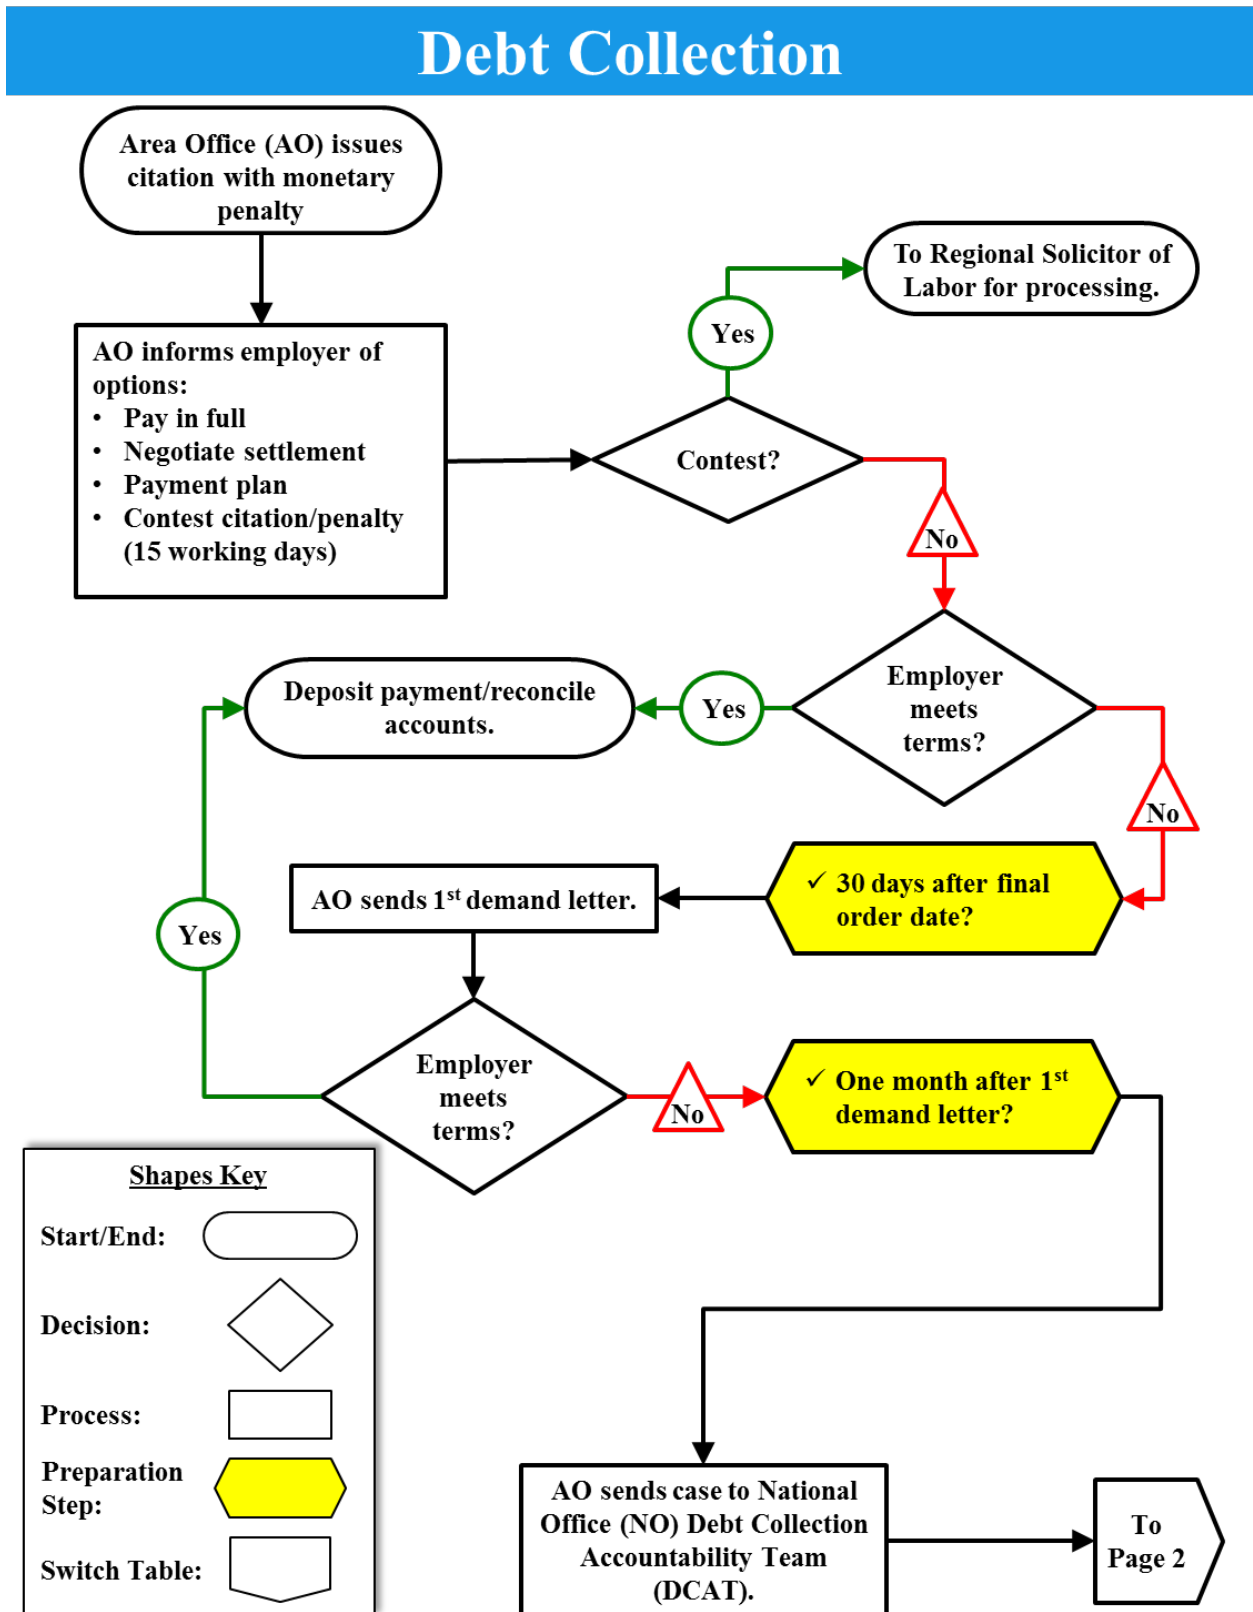 Debt Collection
Area Office (AO) issues
citation with monetary
penalty
To Regional Solicitor of
Labor for processing.
Yes
AO informs employer of
options:
• Pay in full
• Negotiate settlement
• Payment plan
• Contest citation/penalty
(15 working days)
Contest?
No
Employer
meets
terms?
Yes
Deposit payment/reconcile
accounts.
No
✓ 30 days after final
order date?
AO sends 1st demand letter.
Yes
Employer
meets
terms?
No
✓ One month after 1st
demand letter?
Shapes Key
Start/End:
Decision:
Process:
Preparation
Step:
Switch Table:
AO sends case to National
Office (NO) Debt Collection
Accountability Team
(DCAT).
To
Page 2